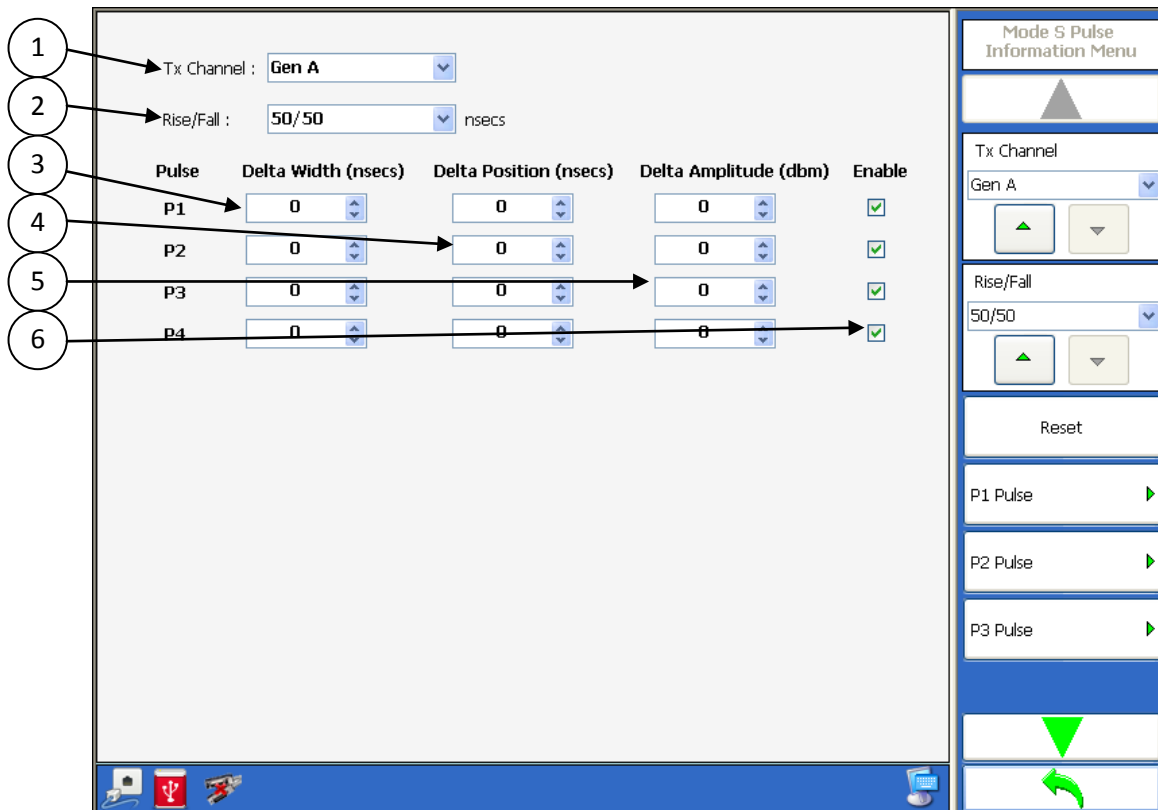 1
Tx Channel : Gen A
2
Rise/Fall : 50/50 nsecs
3
4
5
6
Pulse Delta Width (nsecs) Delta Position (nsecs) Delta Amplitude (dbm) Enable
P1 0 0 0
P2 0 0 0
P3 0 0 0
P4 0 0 0
Mode S Pulse
Information Menu
Tx Channel
Gen A
Rise/Fall
50/50
Reset
P1 Pulse
P2 Pulse
P3 Pulse